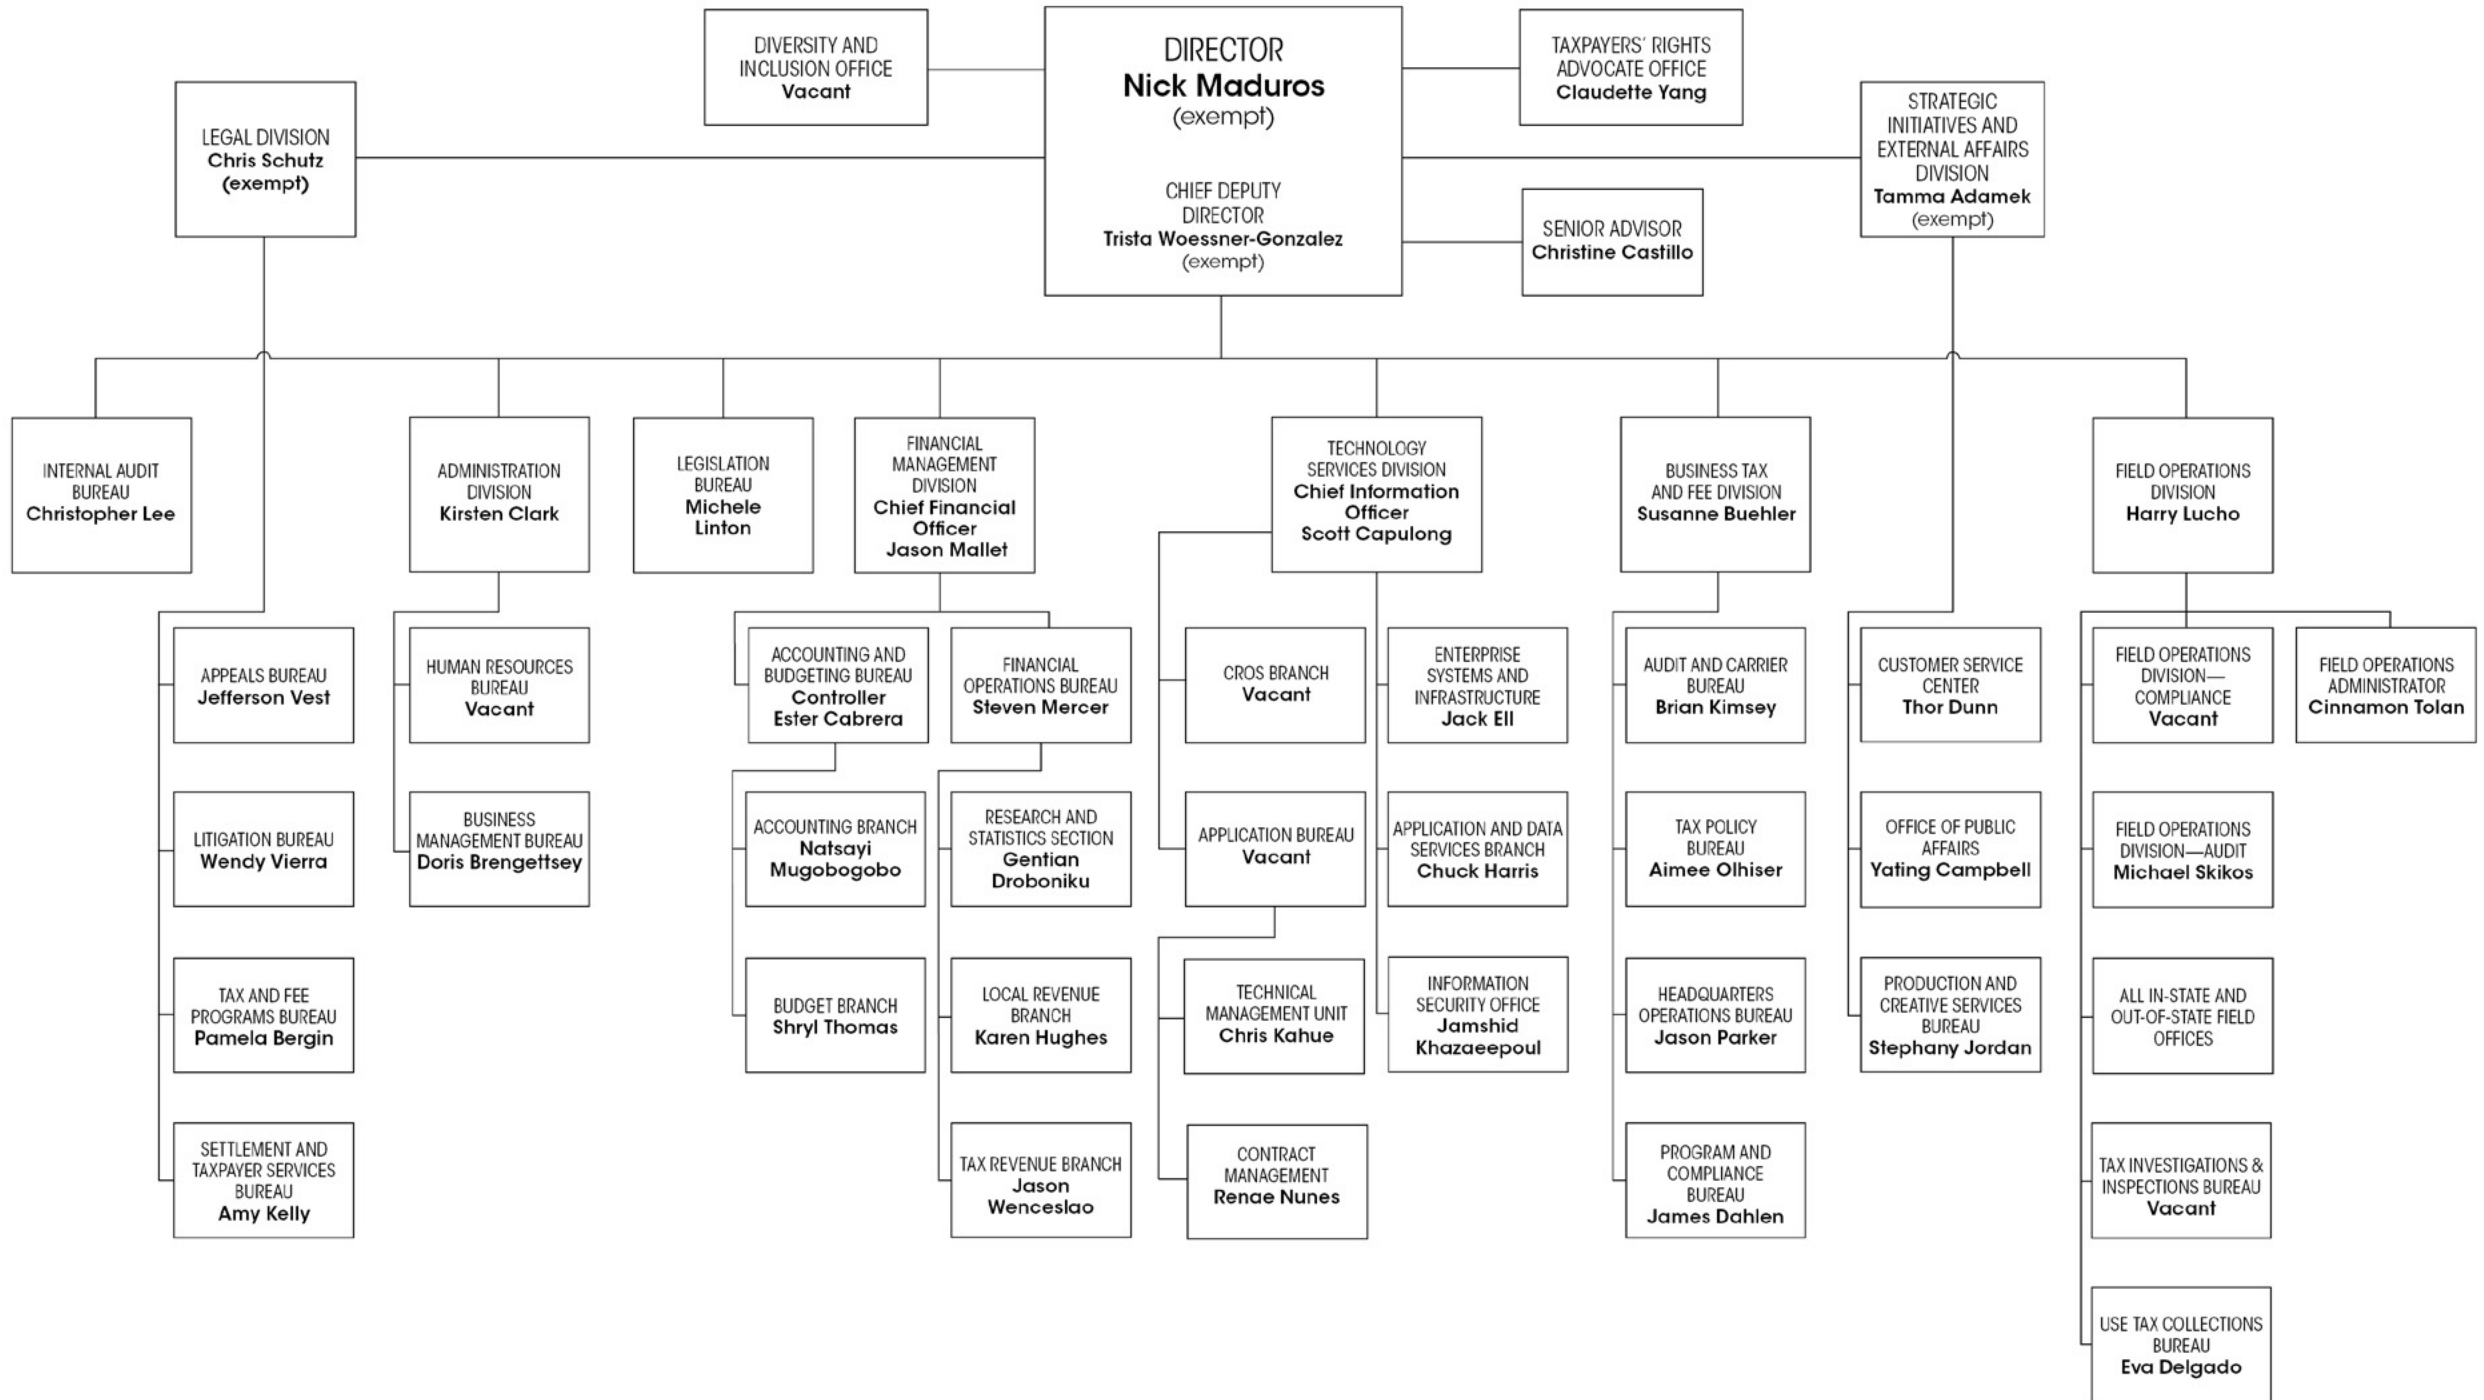 DIVERSITY AND
INCLUSION OFFICE
Vacant
DIRECTOR
Nick Maduros
(exempt)
CHIEF DEPUTY
DIRECTOR
Trista Woessner-Gonzalez
(exempt)
TAXPAYERS' RIGHTS
ADVOCATE OFFICE
Claudette Yang
LEGAL DIVISION
Chris Schutz
(exempt)
STRATEGIC
INITIATIVES AND
EXTERNAL AFFAIRS
DIVISION
Tamma Adamek
(exempt)
SENIOR ADVISOR
Christine Castillo
INTERNAL AUDIT
BUREAU
Christopher Lee
ADMINISTRATION
DIVISION
Kirsten Clark
LEGISLATION
BUREAU
Michele
Linton
FINANCIAL
MANAGEMENT
DIVISION
Chief Financial
Officer
Jason Mallet
TECHNOLOGY
SERVICES DIVISION
Chief Information
Officer
Scott Capulong
BUSINESS TAX
AND FEE DIVISION
Susanne Buehler
FIELD OPERATIONS
DIVISION
Harry Lucho
APPEALS BUREAU
Jefferson Vest
HUMAN RESOURCES
BUREAU
Vacant
ACCOUNTING AND
BUDGETING BUREAU
Controller
Ester Cabrera
FINANCIAL
OPERATIONS BUREAU
Steven Mercer
CROS BRANCH
Vacant
ENTERPRISE
SYSTEMS AND
INFRASTRUCTURE
Jack Ell
AUDIT AND CARRIER
BUREAU
Brian Kimsey
CUSTOMER SERVICE
CENTER
Thor Dunn
FIELD OPERATIONS
DIVISION—
COMPLIANCE
Vacant
FIELD OPERATIONS
ADMINISTRATOR
Cinnamon Tolan
LITIGATION BUREAU
Wendy Vierra
BUSINESS
MANAGEMENT BUREAU
Doris Brengettsey
ACCOUNTING BRANCH
Natsayi
Mugobogobo
RESEARCH AND
STATISTICS SECTION
Gentian
Droboniku
APPLICATION BUREAU
Vacant
APPLICATION AND DATA
SERVICES BRANCH
Chuck Harris
TAX POLICY
BUREAU
Aimee Olhiser
OFFICE OF PUBLIC
AFFAIRS
Yating Campbell
FIELD OPERATIONS
DIVISION—AUDIT
Michael Skikos
TAX AND FEE
PROGRAMS BUREAU
Pamela Bergin
BUDGET BRANCH
Shryl Thomas
LOCAL REVENUE
BRANCH
Karen Hughes
TECHNICAL
MANAGEMENT UNIT
Chris Kahue
INFORMATION
SECURITY OFFICE
Jamshid
Khazaeepoul
HEADQUARTERS
OPERATIONS BUREAU
Jason Parker
PRODUCTION AND
CREATIVE SERVICES
BUREAU
Stephany Jordan
ALL IN-STATE AND
OUT-OF-STATE FIELD
OFFICES
SETTLEMENT AND
TAXPAYER SERVICES
BUREAU
Amy Kelly
TAX REVENUE BRANCH
Jason
Wenceslao
CONTRACT
MANAGEMENT
Renae Nunes
PROGRAM AND
COMPLIANCE
BUREAU
James Dahlen
TAX INVESTIGATIONS &
INSPECTIONS BUREAU
Vacant
USE TAX COLLECTIONS
BUREAU
Eva Delgado